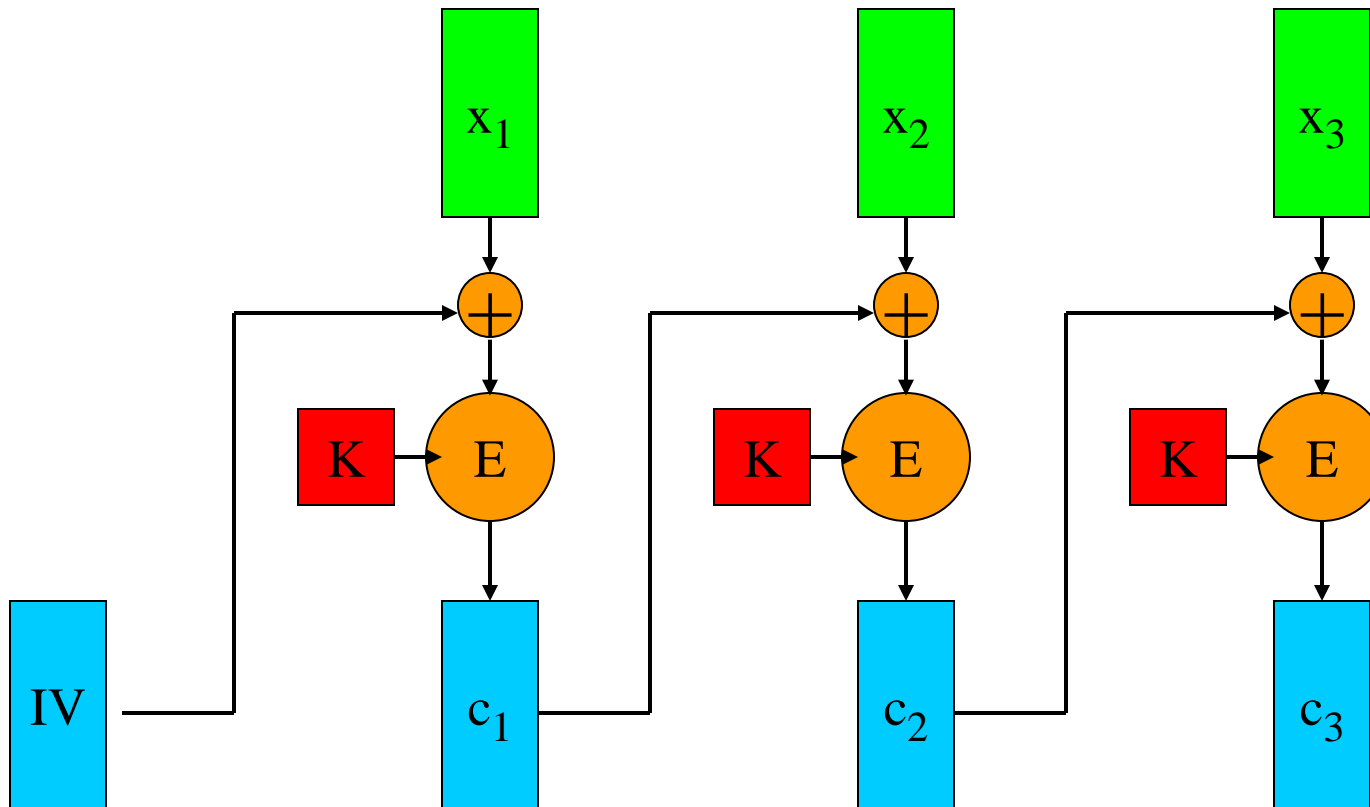 x₁ x₂ x₃
+ + +
K E K E K E
IV c₁ c₂ c₃